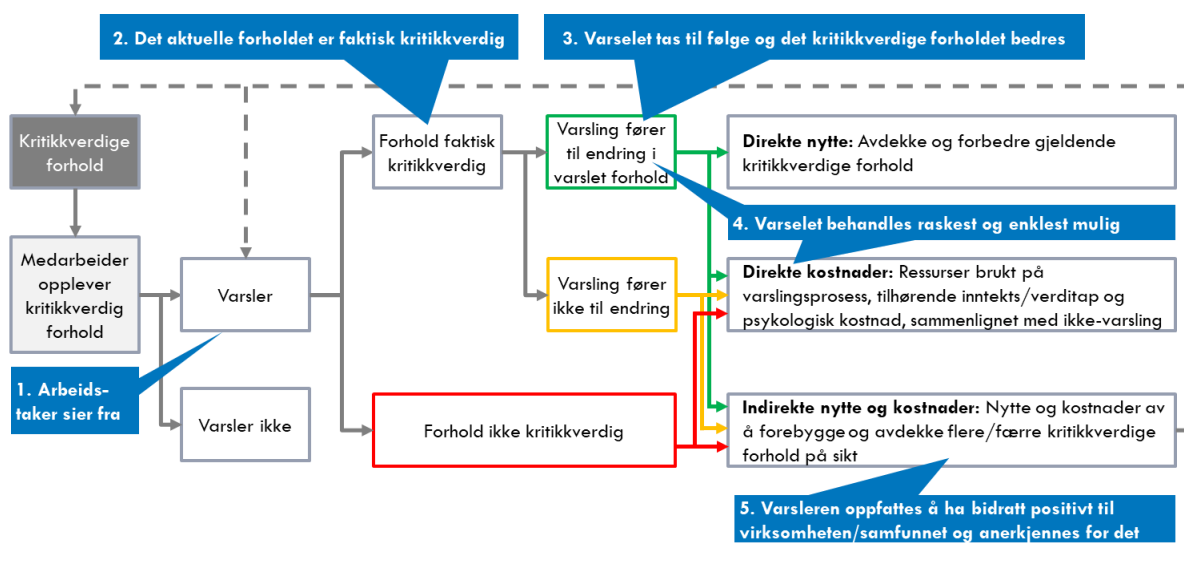 2. Det aktuelle forholdet er faktisk kritikkverdig
3. Varselet tas til følge og det kritikkverdige forholdet bedres
Kritikkverdige
forhold
Forhold faktisk
kritikkverdig
Varsling fører
til endring i
varslet forhold
Direkte nytte: Avdekke og forbedre gjeldende
kritikkverdige forhold
4. Varselet behandles raskest og enklest mulig
Medarbeider
opplever
kritikkverdig
forhold
Varsler
Varsling fører
ikke til endring
Direkte kostnader: Ressurser brukt på
varslingsprosess, tilhørende inntekts/verditap og
psykologisk kostnad, sammenlignet med ikke-varsling
1. Arbeids-
taker sier fra
Varsler ikke
Forhold ikke kritikkverdig
Indirekte nytte og kostnader: Nytte og kostnader av
å forebygge og avdekke flere/færre kritikkverdige
forhold på sikt
5. Varsleren oppfattes å ha bidratt positivt til
virksomheten/samfunnet og anerkjennes for det